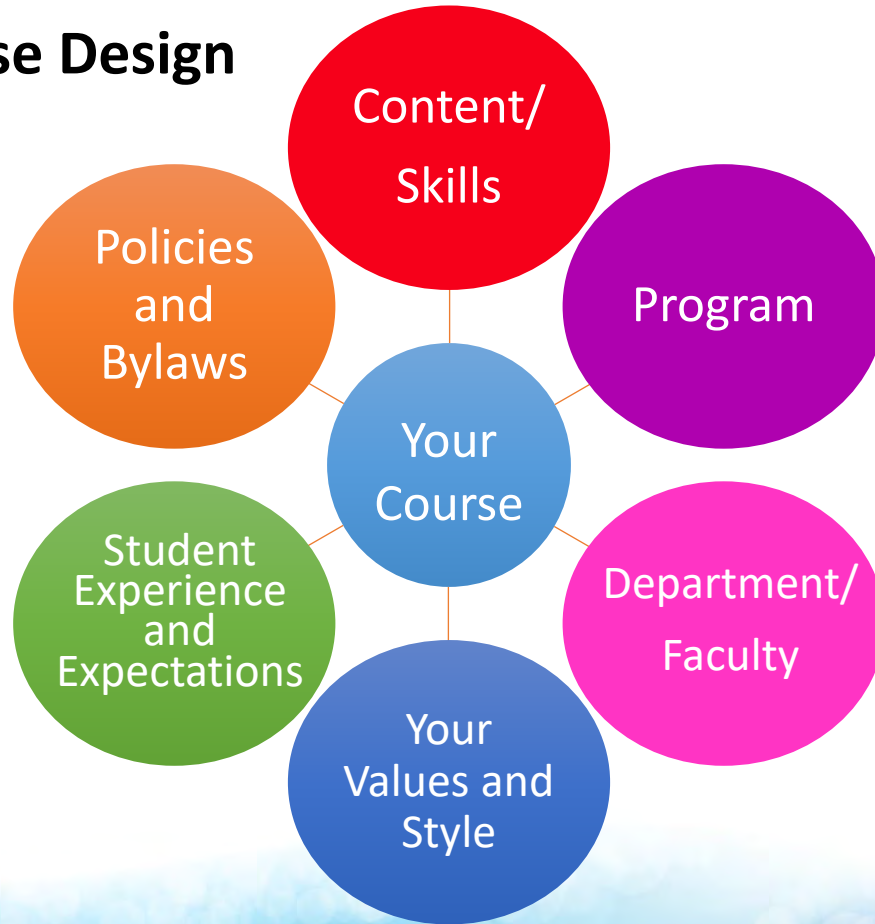 se Design
Content/
Skills
Policies
and
Bylaws
Program
Your
Course
Student
Experience
and
Expectations
Department/
Faculty
Your
Values and
Style